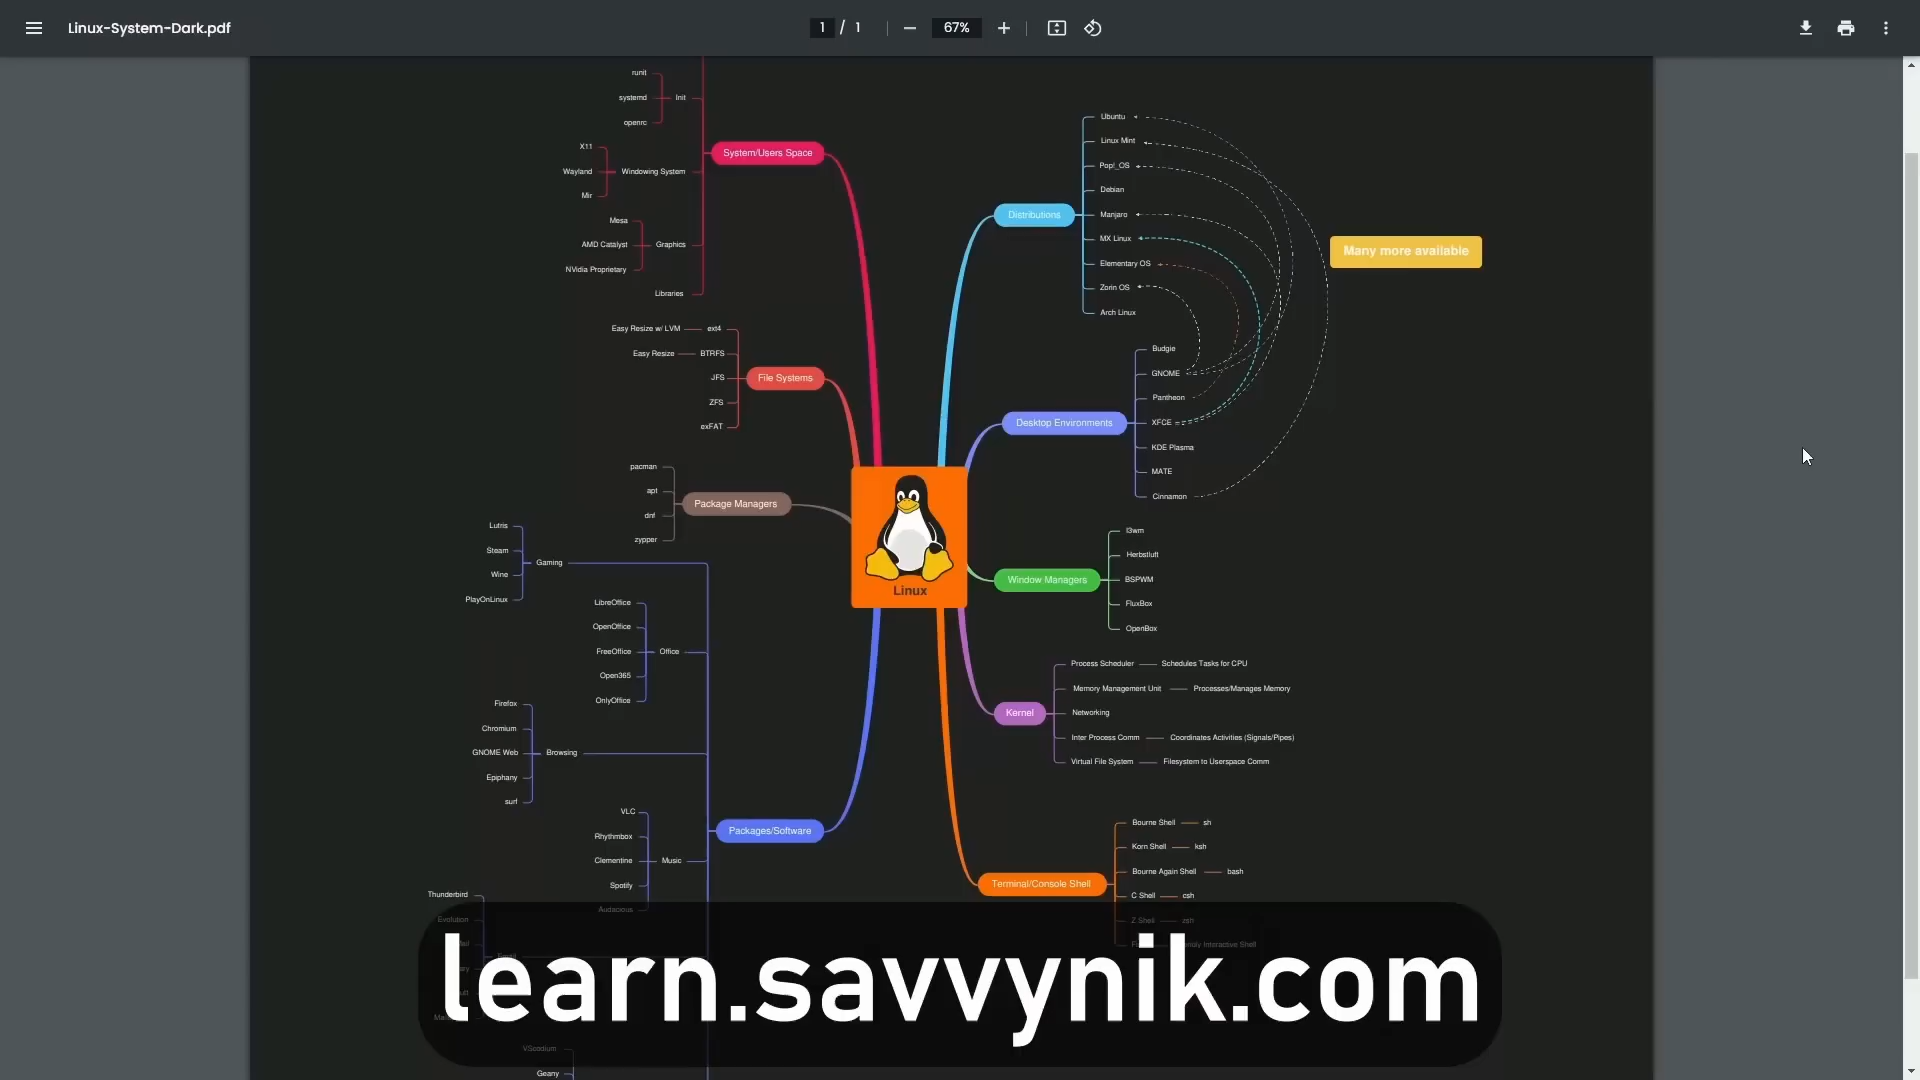 Linux-System-Dark.pdf
1 / 1
67%
runit
systemd
openrc
Init
X11
Wayland
Mir
Windowing System
Mesa
AMD Catalyst
NVidia Proprietary
Graphics
Libraries
System/Users Space
Easy Resize w/ LVM
ext4
Easy Resize
BTRFS
JFS
ZFS
exFAT
File Systems
pacman
apt
dnf
zypper
Package Managers
Lutris
Steam
Wine
PlayOnLinux
Gaming
LibreOffice
OpenOffice
FreeOffice
Open365
OnlyOffice
Office
Firefox
Chromium
GNOME Web
Epiphany
surf
Browsing
VLC
Rhythmbox
Clementine
Spotify
Audacious
Music
Packages/Software
Thunderbird
Evolution
Email
VScodium
Geany
Linux
Distributions
Ubuntu
Linux Mint
Pop!_OS
Debian
Manjaro
MX Linux
Elementary OS
Zorin OS
Arch Linux
Many more available
Desktop Environments
Budgie
GNOME
Pantheon
XFCE
KDE Plasma
MATE
Cinnamon
Window Managers
I3wm
Herbstluft
BSPWM
FluxBox
OpenBox
Kernel
Process Scheduler
Schedules Tasks for CPU
Memory Management Unit
Processes/Manages Memory
Networking
Inter Process Comm
Coordinates Activities (Signals/Pipes)
Virtual File System
Filesystem to Userspace Comm
Terminal/Console Shell
Bourne Shell
sh
Korn Shell
ksh
Bourne Again Shell
bash
C Shell
csh
Z Shell
zsh
Interactive Shell
learn.savvynik.com